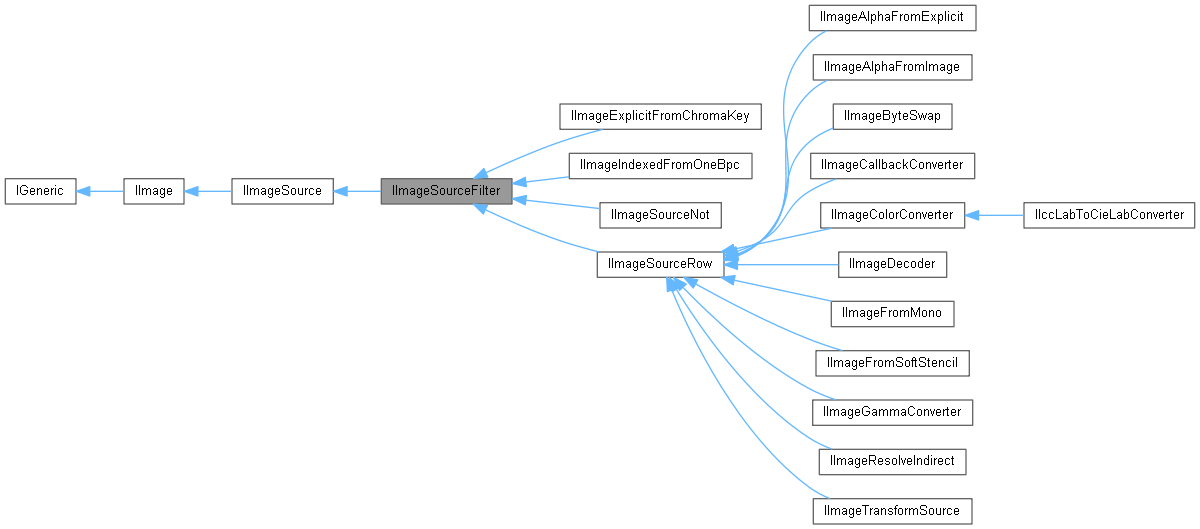 IGeneric
IImage
IImageSource
IImageSourceFilter
IImageExplicitFromChromaKey
IImageIndexedFromOneBpc
IImageSourceNot
IImageSourceRow
IImageAlphaFromExplicit
IImageAlphaFromImage
IImageByteSwap
IImageCallbackConverter
IImageColorConverter
IIccLabToCieLabConverter
IImageDecoder
IImageFromMono
IImageFromSoftStencil
IImageGammaConverter
IImageResolveIndirect
IImageTransformSource